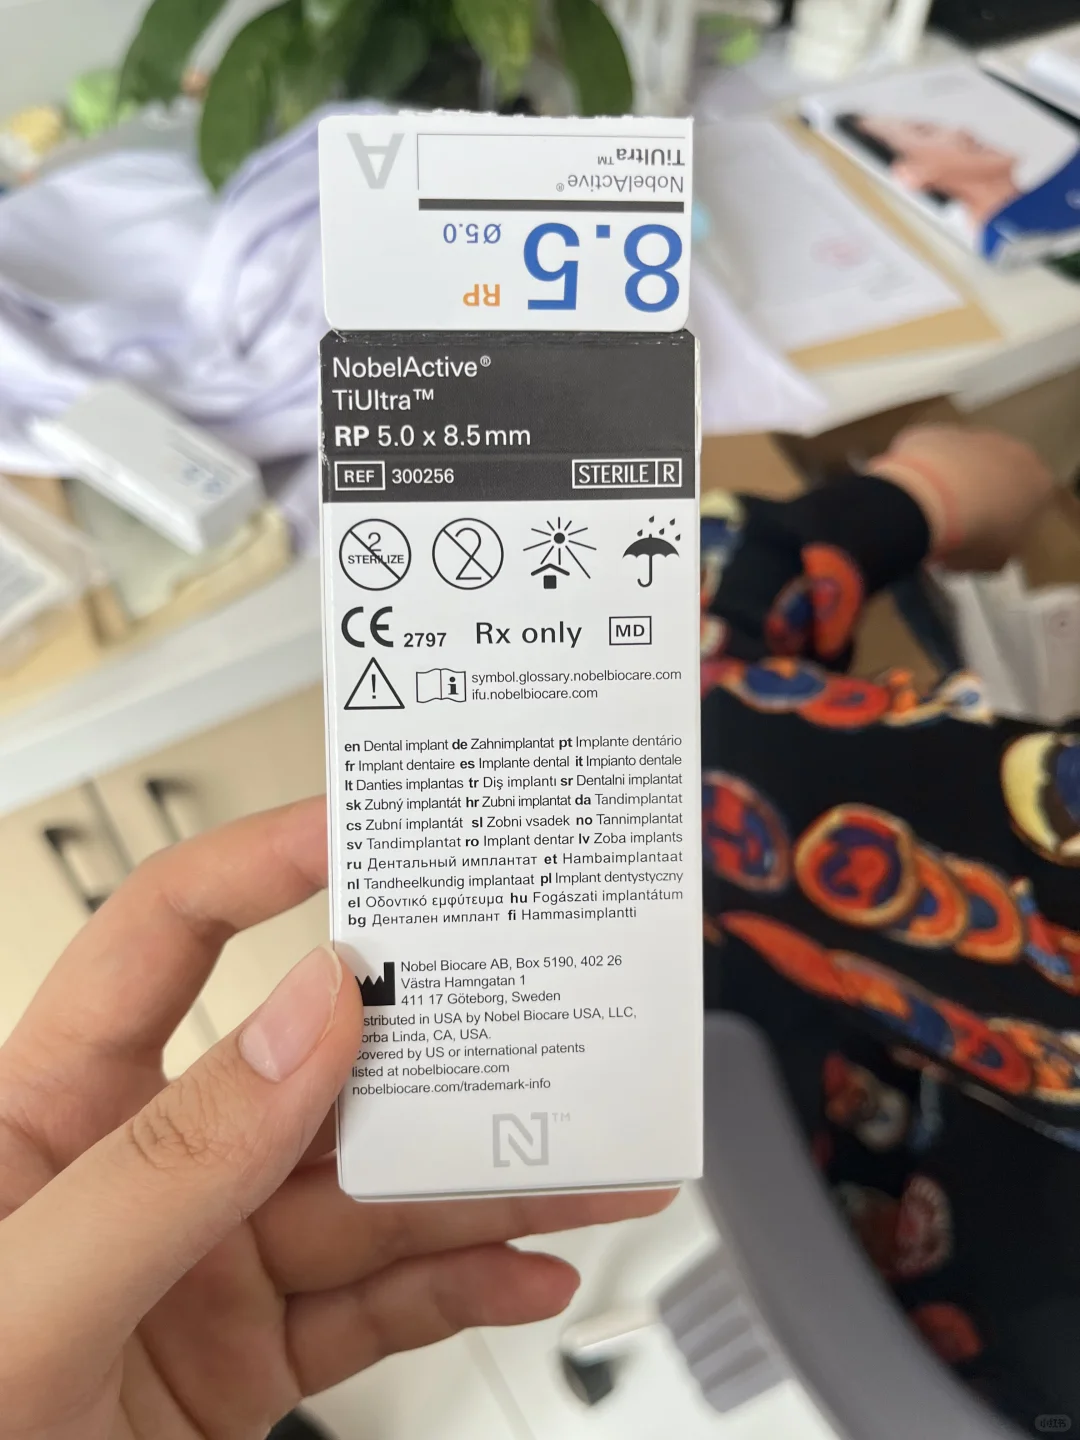 A
TiUltra™
NobelActive®
Ø5.0
8.5
RP
NobelActive®
TiUltra™
RP 5.0 x 8.5 mm
REF 300256 STERILE R
2 STERILIZE 2
CE 2797 Rx only MD
symbol.glossary.nobelbiocare.com
ifu.nobelbiocare.com
en Dental implant de Zahnimplantat pt Implante dentário
fr Implant dentaire es Implante dental it Impianto dentale
lt Danties implantas tr Diş implantı sr Dentalni implantat
sk Zubný implantát hr Zubni implantat da Tandimplantat
cs Zubní implantát sl Zobni vsadek no Tannimplantat
sv Tandimplantat ro Implant dentar lv Zoba implants
ru Дентальный имплантат et Hambaimplantaat
nl Tandheelkundig implantaat pl Implant dentystyczny
el Οδοντικό εμφύτευμα hu Fogászati implantátum
bg Дентален имплант fi Hammasimplantti
Nobel Biocare AB, Box 5190, 402 26
Västra Hamngatan 1
411 17 Göteborg, Sweden
stributed in USA by Nobel Biocare USA, LLC,
orba Linda, CA, USA.
overed by US or international patents
listed at nobelbiocare.com
nobelbiocare.com/trademark-info
N™